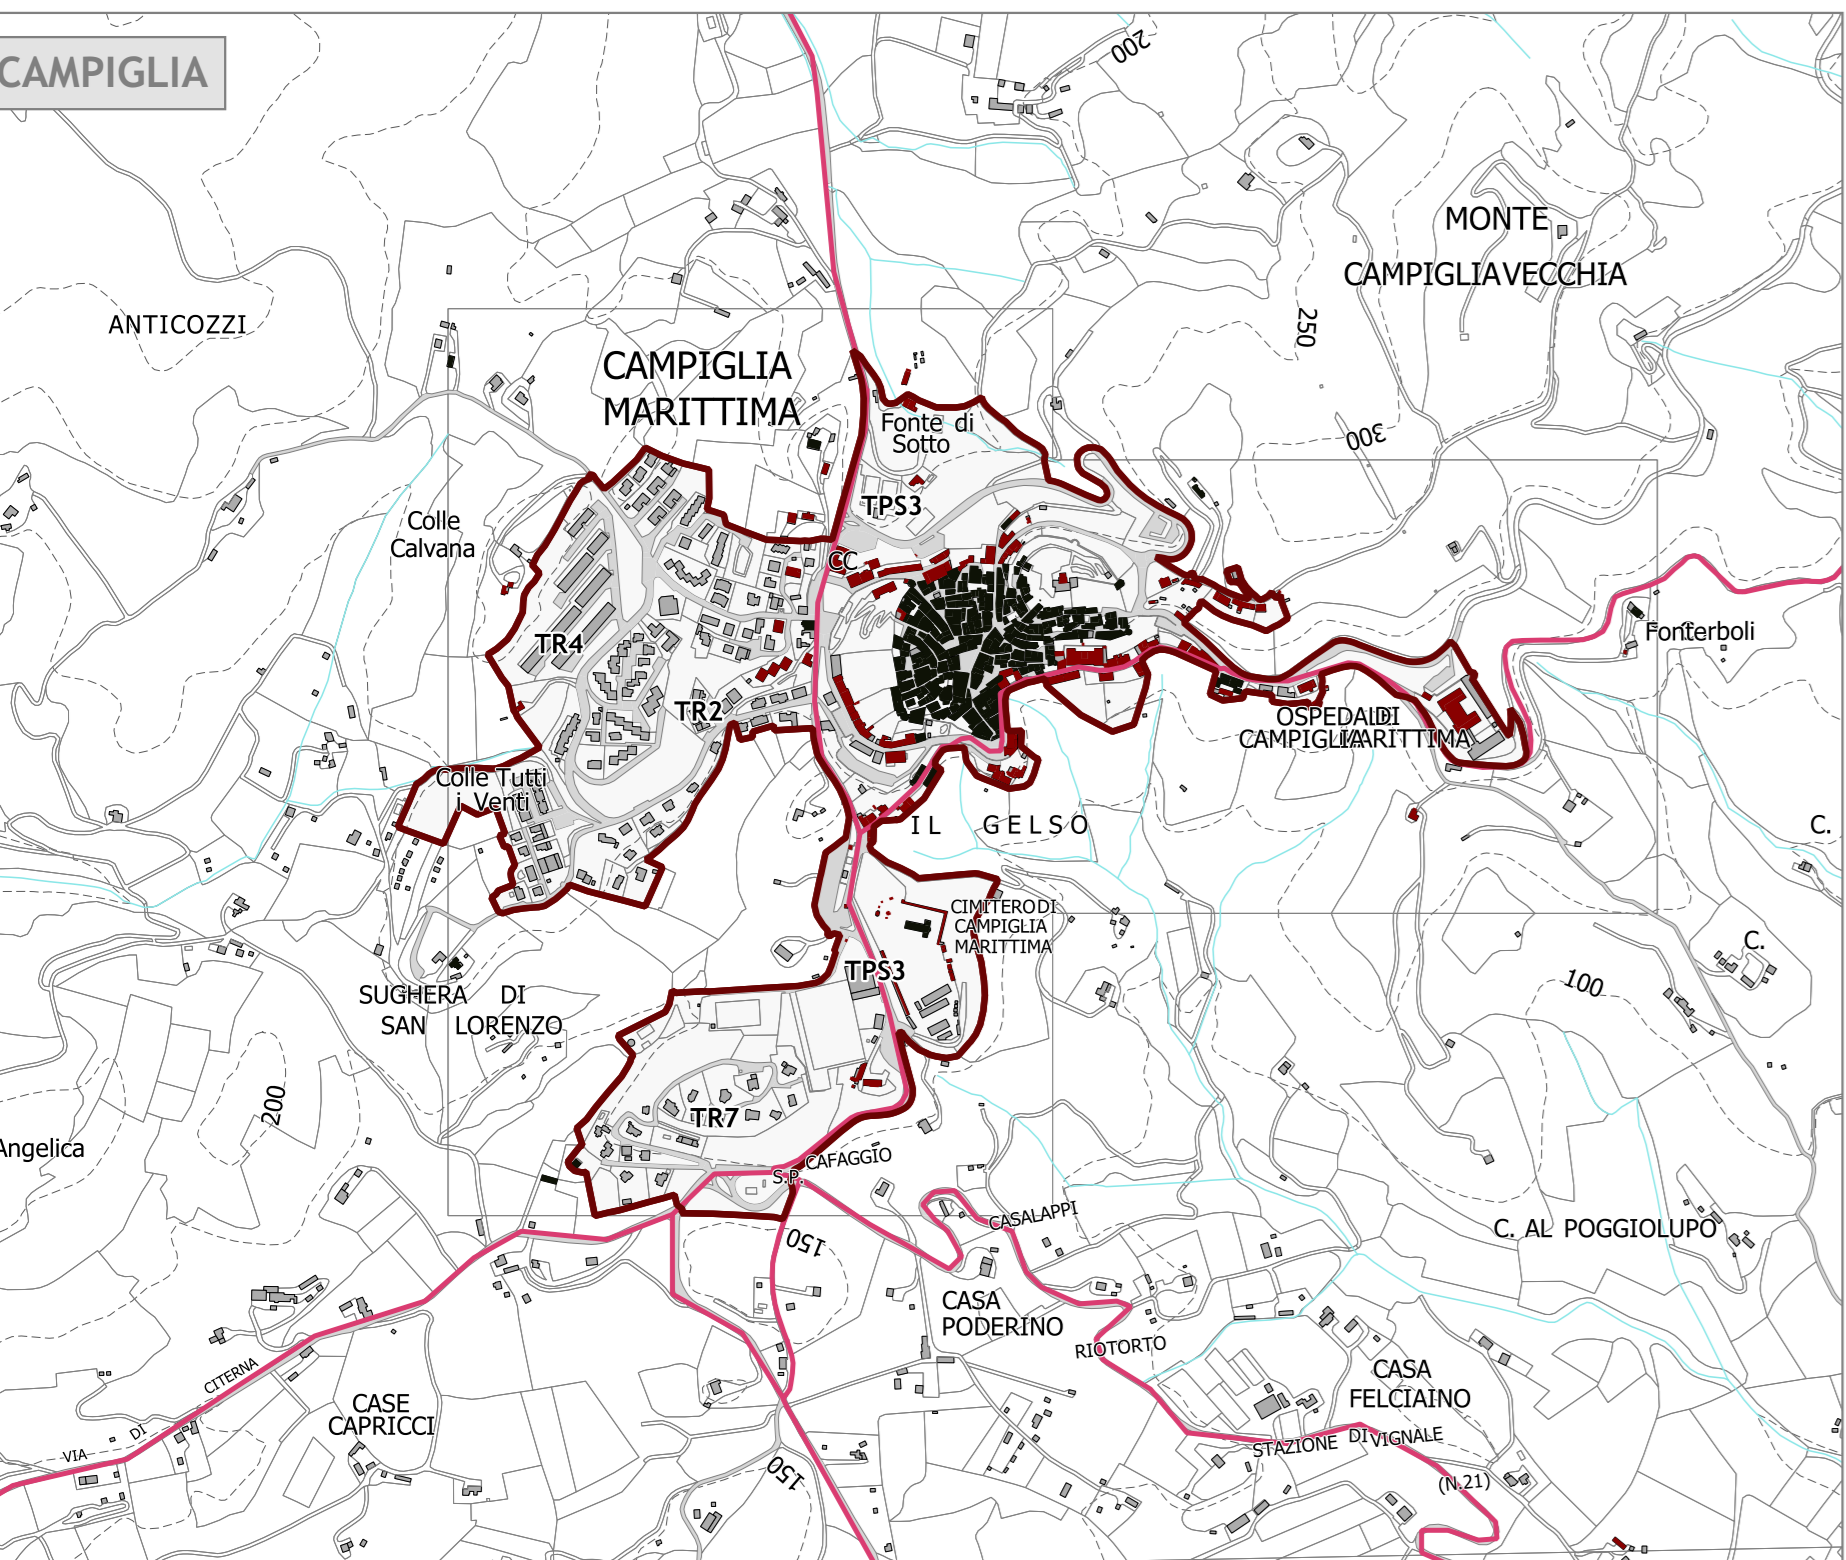 CAMPIGLIA
200
MONTE
CAMPIGLIAVECCHIA
ANTICOZZI
250
CAMPIGLIA
MARITTIMA
Fonte di
Sotto
300
TPS3
Colle
Calvana
CC
TR4
Fonterboli
TR2
OSPEDALDI
CAMPIGLIAMARITTIMA
Colle Tutti
i Venti
IL GELSO
C.
CIMITERO DI
CAMPIGLIA
MARITTIMA
C.
TPS3
100
SUGHERA DI
SAN LORENZO
200
TR7
Angelica
CAFAGGIO
S.P.
CASALAPPI
150
C. AL POGGIOLUPO
CASA
PODERINO
RIOTORTO
CITERNA
CASA
FELCIAINO
CASE
CAPRICCI
VIA DI
STAZIONE DI VIGNALE
150
(N.21)